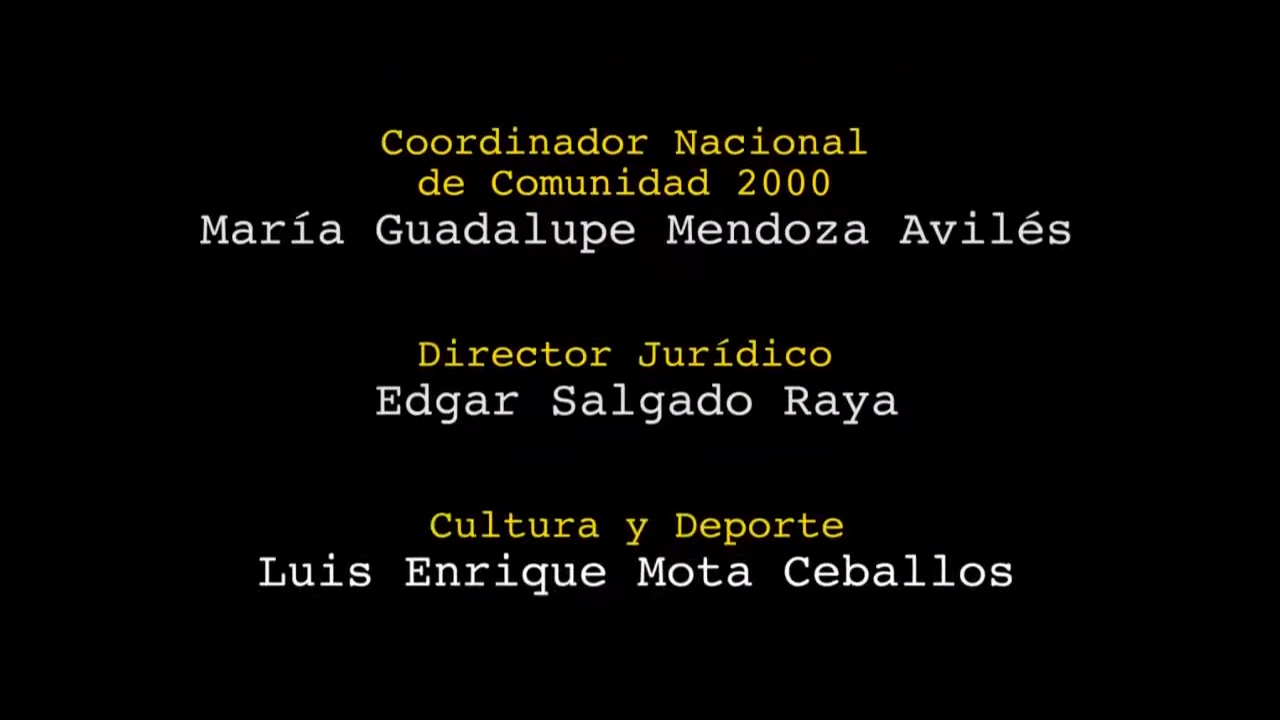 Coordinador Nacional
de Comunidad 2000
María Guadalupe Mendoza Avilés
Director Jurídico
Edgar Salgado Raya
Cultura y Deporte
Luis Enrique Mota Ceballos